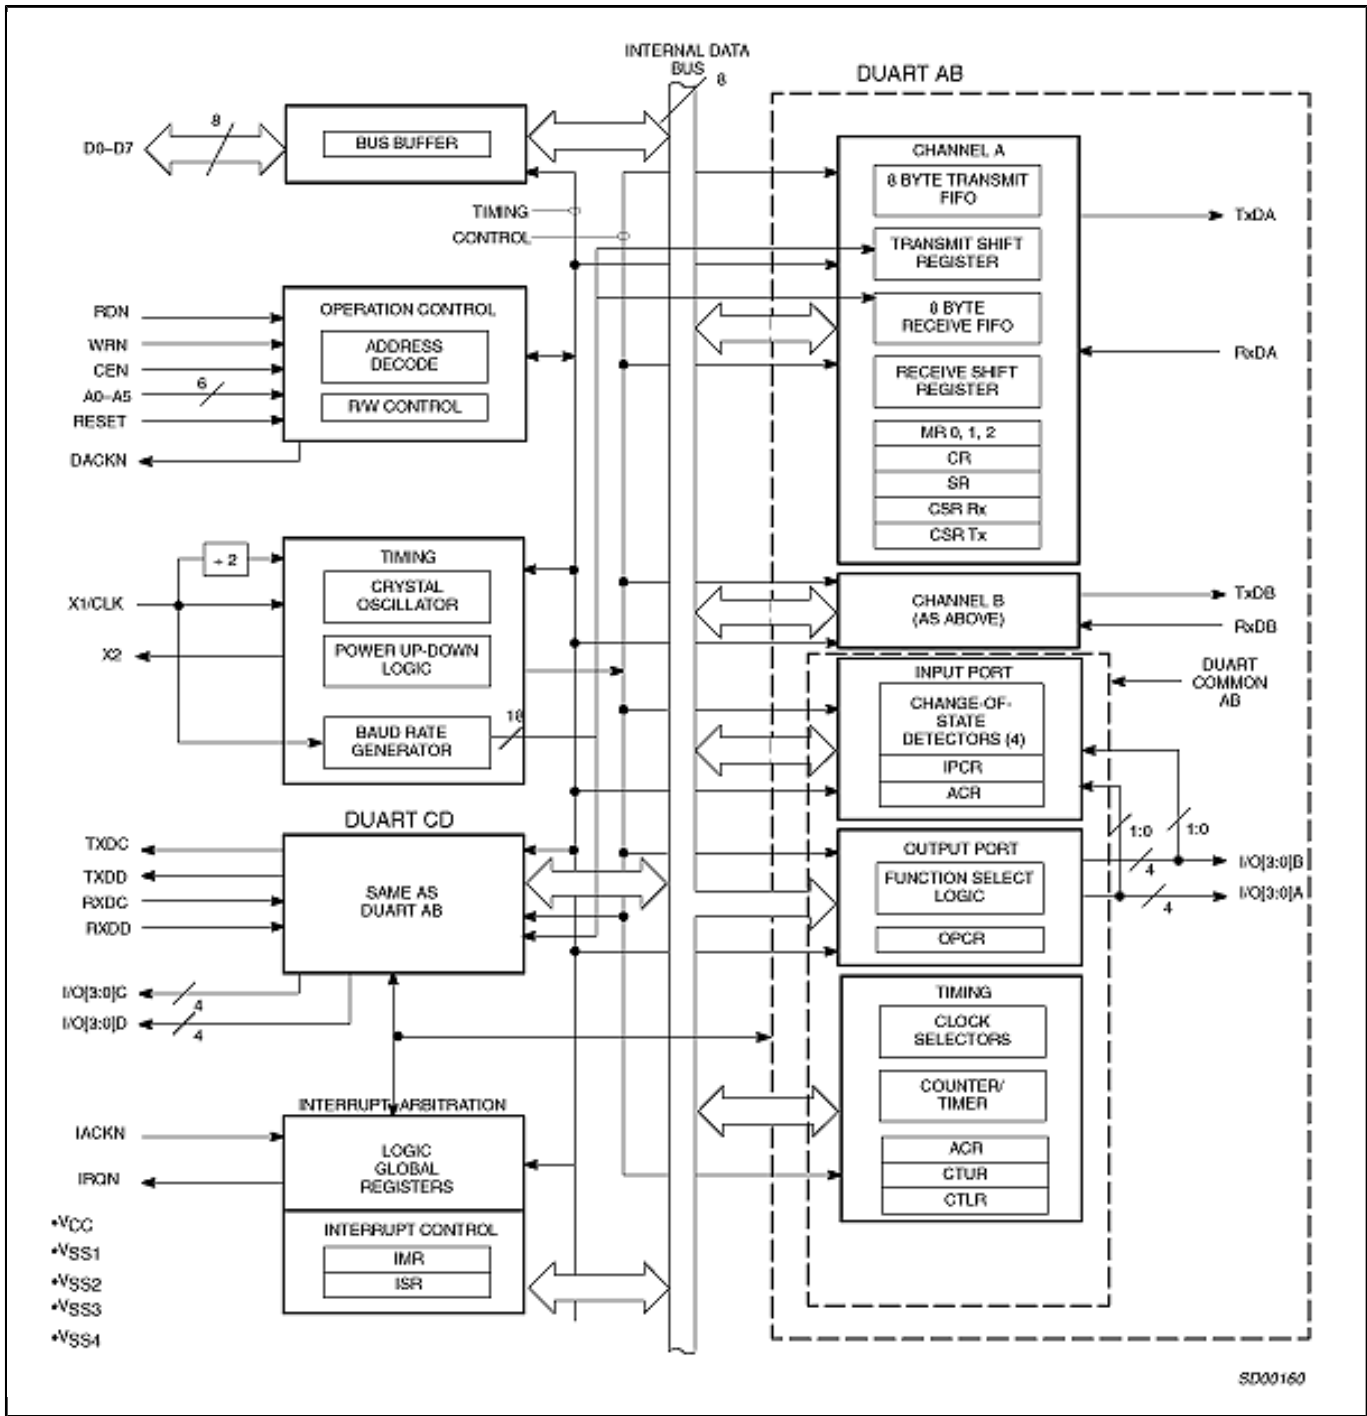 INTERNAL DATA
BUS
8
DUART AB
D0–D7
8
BUS BUFFER
TIMING
CONTROL
CHANNEL A
8 BYTE TRANSMIT
FIFO
TRANSMIT SHIFT
REGISTER
8 BYTE
RECEIVE FIFO
RECEIVE SHIFT
REGISTER
MR 0, 1, 2
CR
SR
CSR Rx
CSR Tx
TxDA
RxDA
RDN
WRN
CEN
A0–A5
RESET
DACKN
6
OPERATION CONTROL
ADDRESS
DECODE
R/W CONTROL
X1/CLK
X2
÷ 2
TIMING
CRYSTAL
OSCILLATOR
POWER UP-DOWN
LOGIC
BAUD RATE
GENERATOR
18
CHANNEL B
(AS ABOVE)
TxDB
RxDB
DUART
COMMON
AB
INPUT PORT
CHANGE-OF-
STATE
DETECTORS (4)
IPCR
ACR
1:0
1:0
DUART CD
SAME AS
DUART AB
TXDC
TXDD
RXDC
RXDD
I/O[3:0]C
4
I/O[3:0]D
4
OUTPUT PORT
FUNCTION SELECT
LOGIC
OPCR
4
I/O[3:0]B
4
I/O[3:0]A
TIMING
CLOCK
SELECTORS
COUNTER/
TIMER
ACR
CTUR
CTLR
INTERRUPT ARBITRATION
LOGIC
GLOBAL
REGISTERS
INTERRUPT CONTROL
IMR
ISR
IACKN
IRQN
•VCC
•VSS1
•VSS2
•VSS3
•VSS4
SD00160